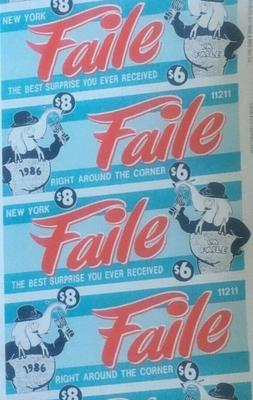 NEW YORK $8
Faile
THE BEST SURPRISE YOU EVER RECEIVED $6
FAILE
$8 11211
Faile
1986 RIGHT AROUND THE CORNER $6
NEW YORK $8
Faile
THE BEST SURPRISE YOU EVER RECEIVED $6
FAILE
$8 11211
Faile
1986 RIGHT AROUND THE CORNER $6
$8